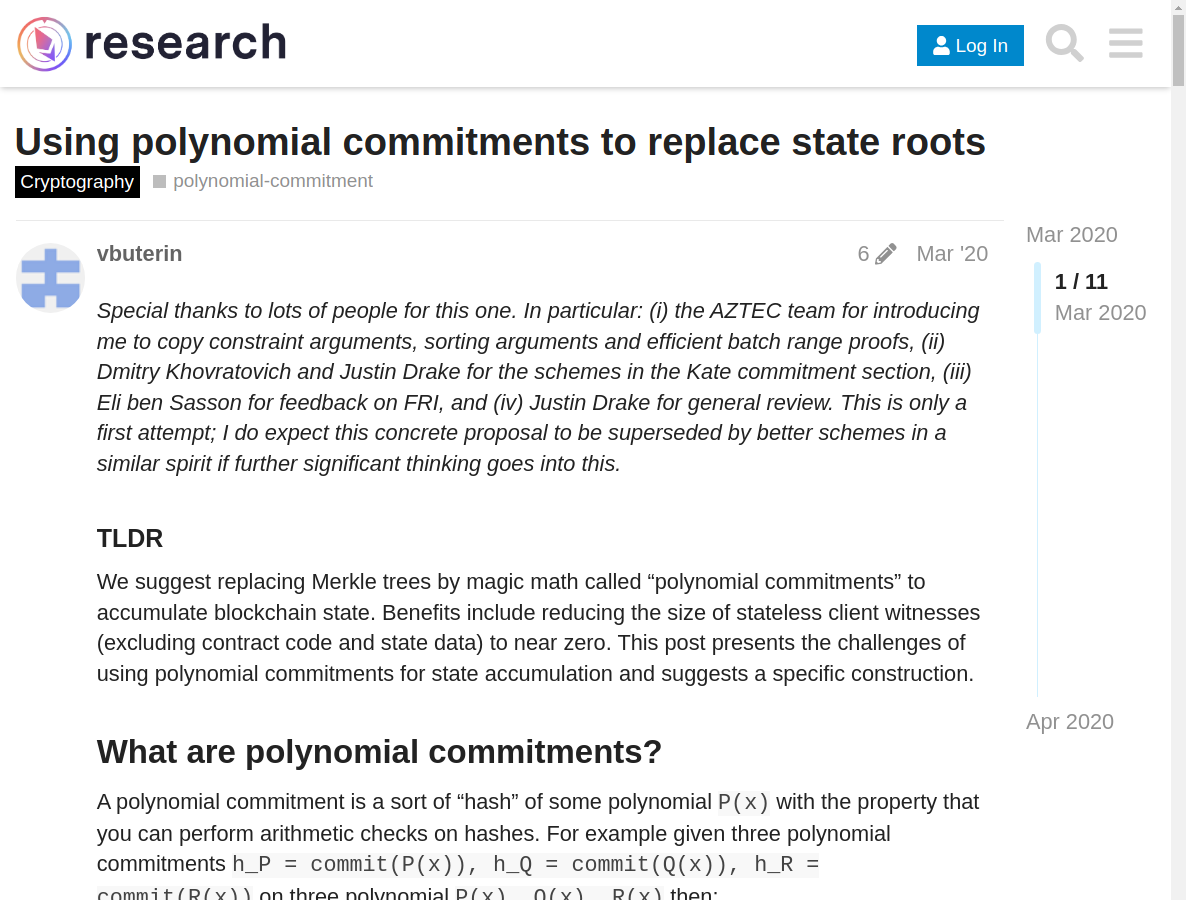 research
Log In
Using polynomial commitments to replace state roots
Cryptography polynomial-commitment
Mar 2020
vbuterin 6 Mar '20
1 / 11
Mar 2020
Special thanks to lots of people for this one. In particular: (i) the AZTEC team for introducing
me to copy constraint arguments, sorting arguments and efficient batch range proofs, (ii)
Dmitry Khovratovich and Justin Drake for the schemes in the Kate commitment section, (iii)
Eli ben Sasson for feedback on FRI, and (iv) Justin Drake for general review. This is only a
first attempt; I do expect this concrete proposal to be superseded by better schemes in a
similar spirit if further significant thinking goes into this.
TLDR
We suggest replacing Merkle trees by magic math called “polynomial commitments” to
accumulate blockchain state. Benefits include reducing the size of stateless client witnesses
(excluding contract code and state data) to near zero. This post presents the challenges of
using polynomial commitments for state accumulation and suggests a specific construction.
Apr 2020
What are polynomial commitments?
A polynomial commitment is a sort of “hash” of some polynomial P(x) with the property that
you can perform arithmetic checks on hashes. For example given three polynomial
commitments h_P = commit(P(x)), h_Q = commit(Q(x)), h_R =
commit(R(x)) on three polynomial P(x), Q(x), R(x) then: